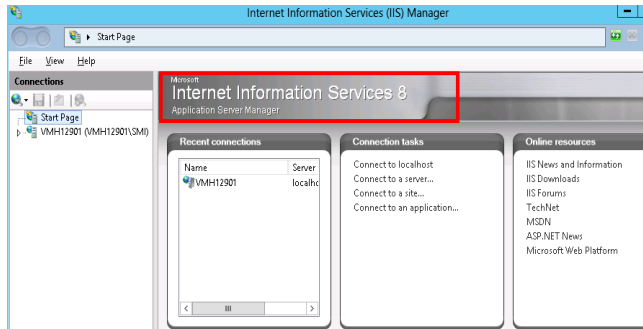 Internet Information Services (IIS) Manager
Start Page
File View Help
Connections
Start Page
VMH12901 (VMH12901\SMI)
Microsoft
Internet Information Services 8
Application Server Manager
Recent connections
Name Server
VMH12901 localho
Connection tasks
Connect to localhost
Connect to a server...
Connect to a site...
Connect to an application...
Online resources
IIS News and Information
IIS Downloads
IIS Forums
TechNet
MSDN
ASP.NET News
Microsoft Web Platform